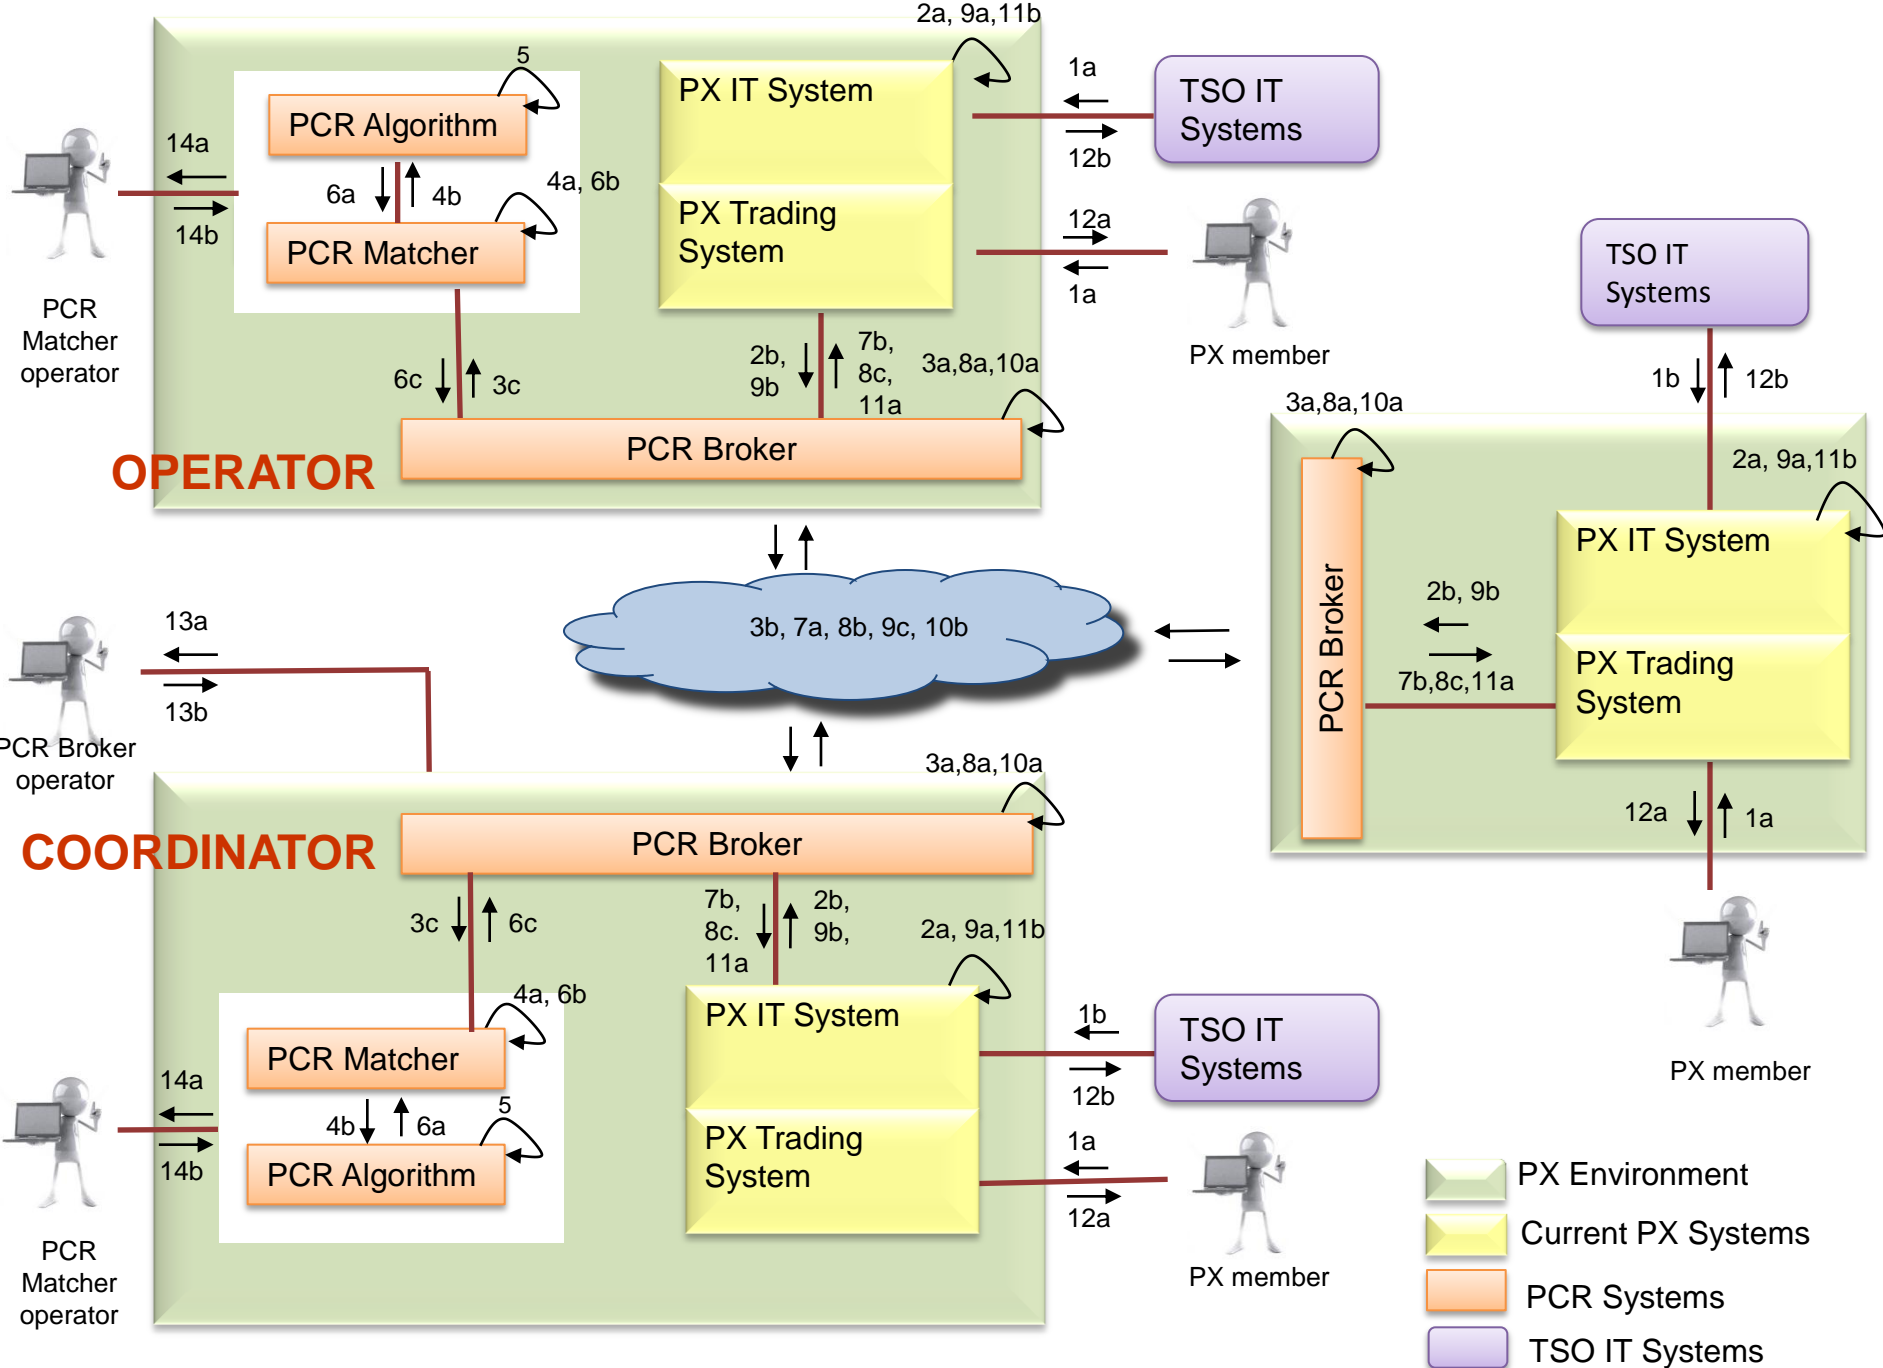 2a, 9a,11b
5
PX IT System
1a
TSO IT
Systems
PCR Algorithm
14a
12b
6a
4b
4a, 6b
PX Trading
System
12a
14b
PCR Matcher
1a
TSO IT
Systems
PCR
Matcher
operator
PX member
6c
3c
2b,
9b
7b,
8c,
11a
3a,8a,10a
1b
12b
3a,8a,10a
PCR Broker
OPERATOR
2a, 9a,11b
PX IT System
PCR Broker
2b, 9b
13a
3b, 7a, 8b, 9c, 10b
PX Trading
System
7b,8c,11a
13b
PCR Broker
operator
3a,8a,10a
12a
1a
COORDINATOR
PCR Broker
3c
6c
7b,
8c.
11a
2b,
9b,
2a, 9a,11b
4a, 6b
PX IT System
1b
TSO IT
Systems
PCR Matcher
PX member
14a
12b
4b
6a
5
PX Trading
System
1a
14b
PCR Algorithm
12a
PX Environment
PCR
Matcher
operator
PX member
Current PX Systems
PCR Systems
TSO IT Systems